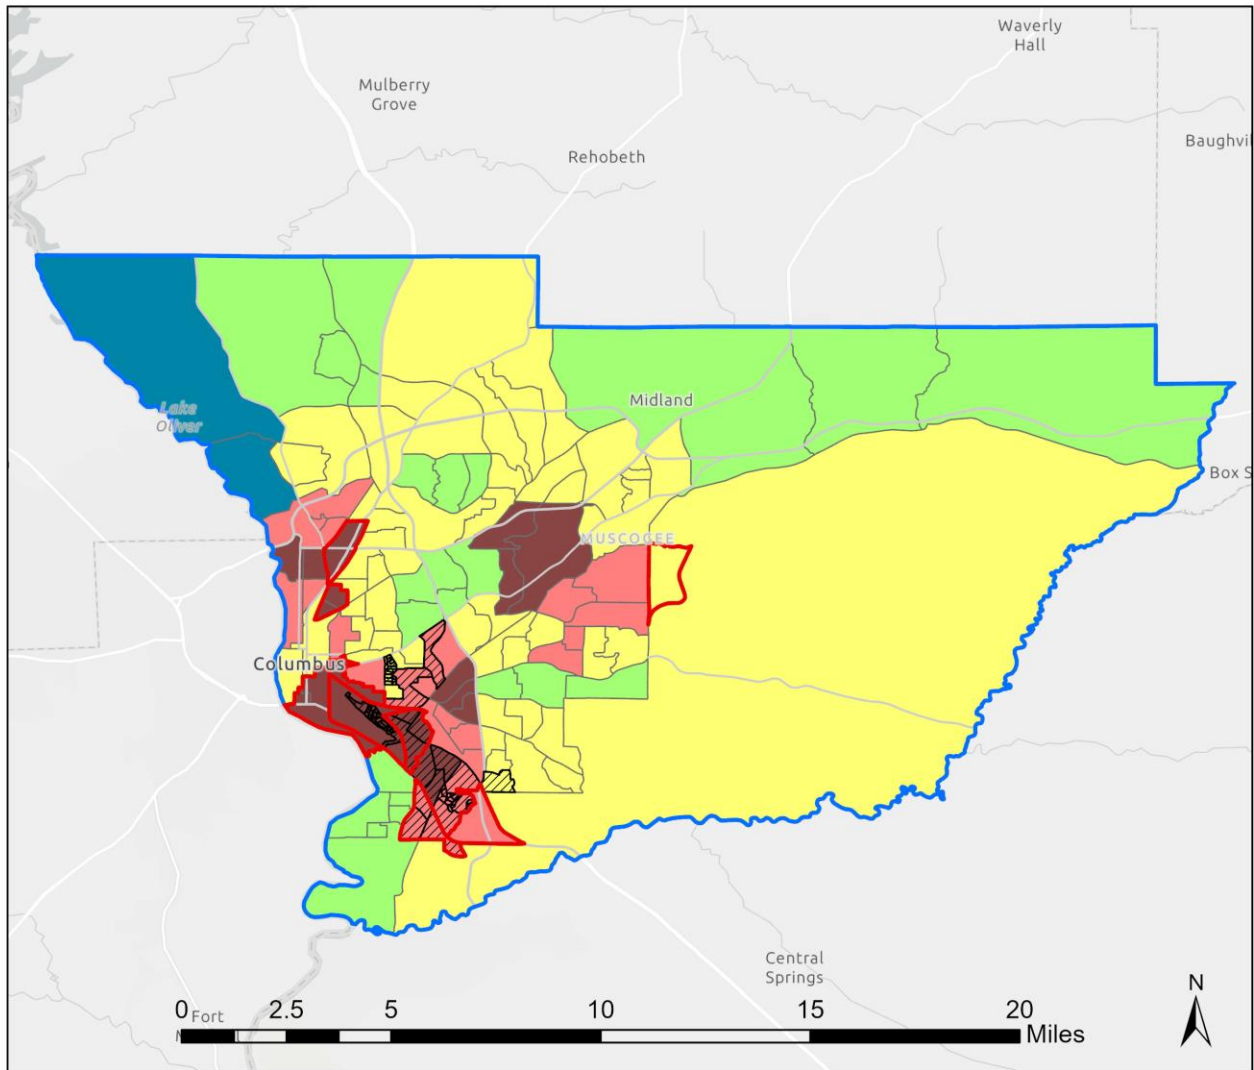 Waverly
Hall
Mulberry
Grove
Rehobeth
Baughvil
Midland
Lake
Oliver
Box S
MUSCOGEE
Columbus
Central
Springs
N
0 2.5 5 10 15 20
Fort
Miles